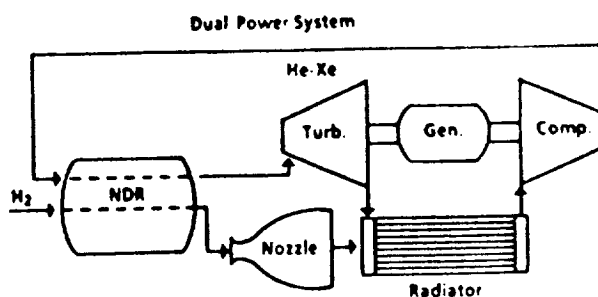 Dual Power System
He-Xe
Turb.
Gen.
Comp.
H₂
NDR
Nozzle
Radiator